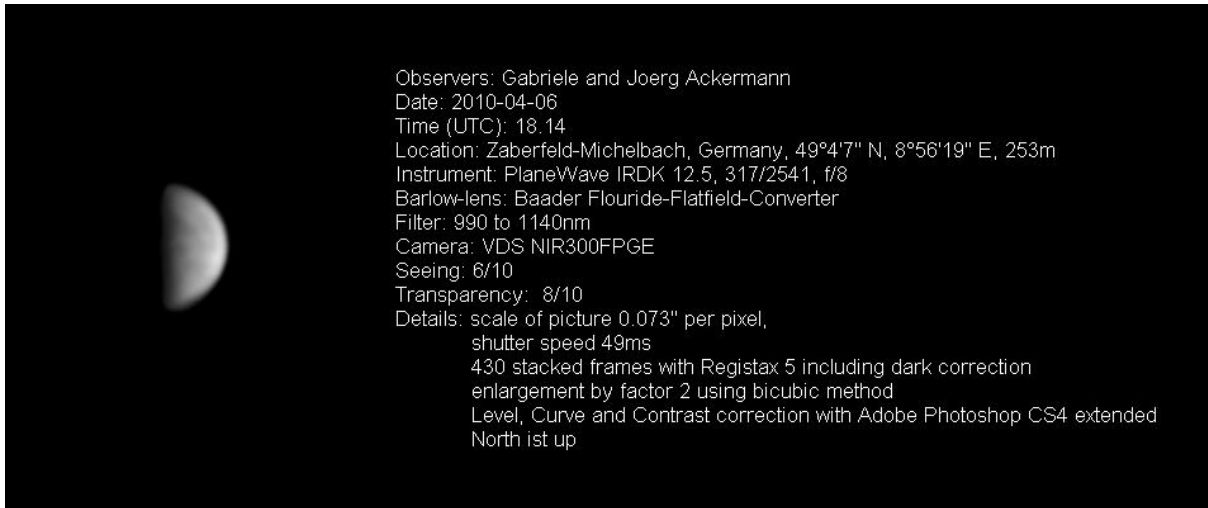 Observers: Gabriele and Joerg Ackermann
Date: 2010-04-06
Time (UTC): 18.14
Location: Zaberfeld-Michelbach, Germany, 49°4'7" N, 8°56'19" E, 253m
Instrument: PlaneWave IRDK 12.5, 317/2541, f/8
Barlow-lens: Baader Flouride-Flatfield-Converter
Filter: 990 to 1140nm
Camera: VDS NIR300FPGE
Seeing: 6/10
Transparency:  8/10
Details: scale of picture 0.073" per pixel,
shutter speed 49ms
430 stacked frames with Registax 5 including dark correction
enlargement by factor 2 using bicubic method
Level, Curve and Contrast correction with Adobe Photoshop CS4 extended
North ist up